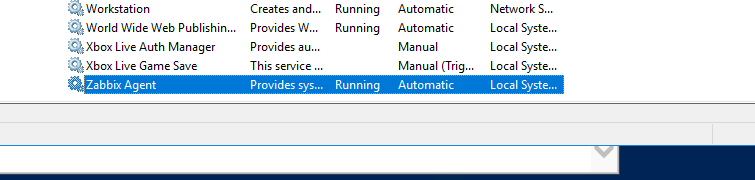 Workstation Creates and... Running Automatic Network S...
World Wide Web Publishin... Provides W... Running Automatic Local Syste...
Xbox Live Auth Manager Provides au... Manual Local Syste...
Xbox Live Game Save This service ... Manual (Trig... Local Syste...
Zabbix Agent Provides sys... Running Automatic Local Syste...